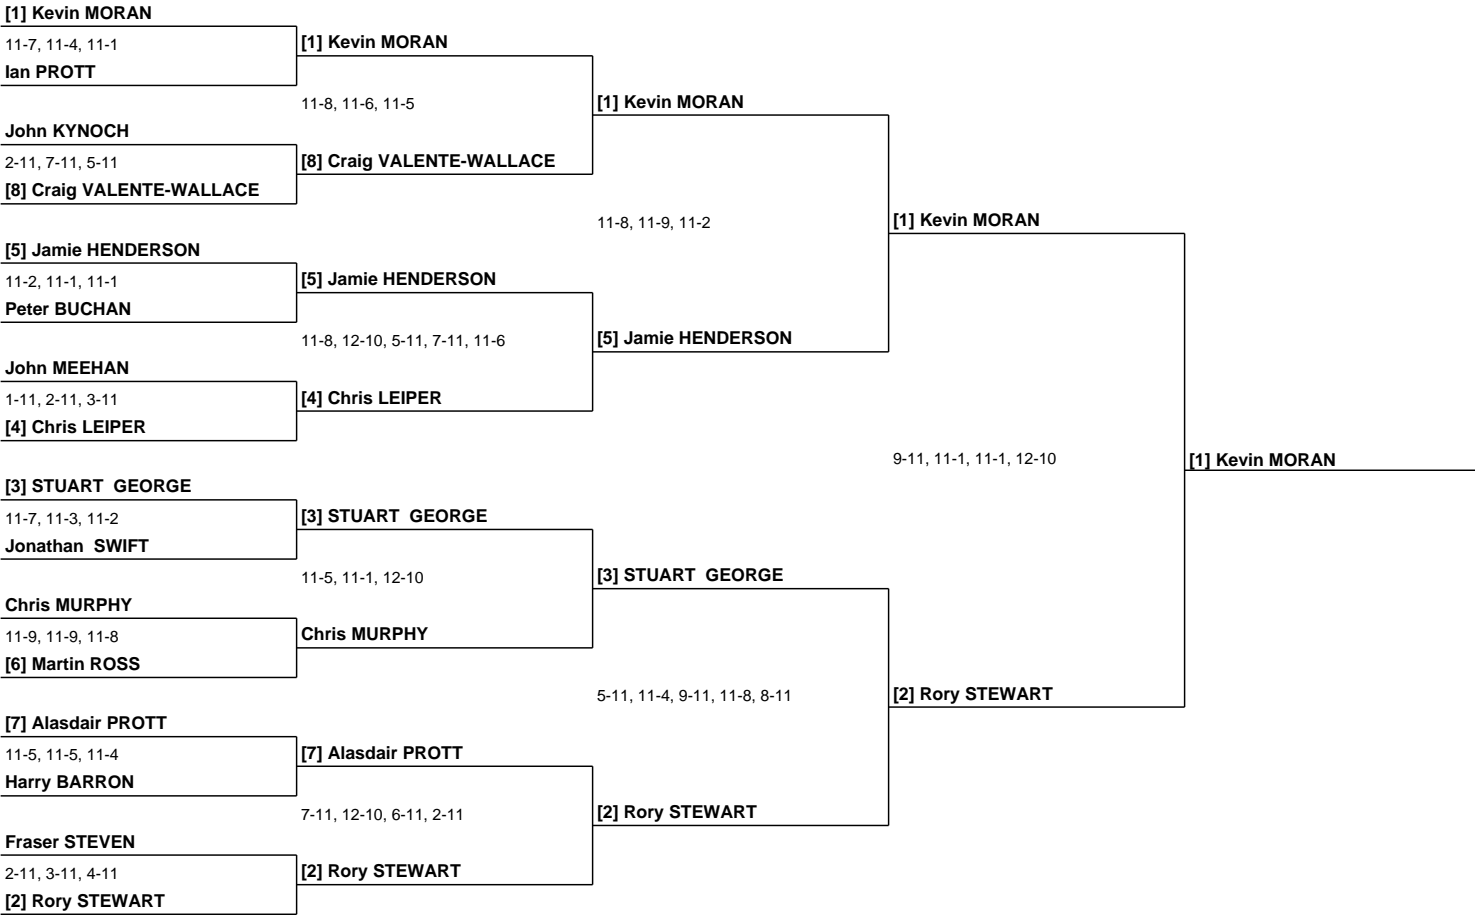 [1] Kevin MORAN
11-7, 11-4, 11-1
Ian PROTT
John KYNOCH
2-11, 7-11, 5-11
[8] Craig VALENTE-WALLACE
[5] Jamie HENDERSON
11-2, 11-1, 11-1
Peter BUCHAN
John MEEHAN
1-11, 2-11, 3-11
[4] Chris LEIPER
[3] STUART  GEORGE
11-7, 11-3, 11-2
Jonathan  SWIFT
Chris MURPHY
11-9, 11-9, 11-8
[6] Martin ROSS
[7] Alasdair PROTT
11-5, 11-5, 11-4
Harry BARRON
Fraser STEVEN
2-11, 3-11, 4-11
[2] Rory STEWART
[1] Kevin MORAN
11-8, 11-6, 11-5
[8] Craig VALENTE-WALLACE
[5] Jamie HENDERSON
11-8, 12-10, 5-11, 7-11, 11-6
[4] Chris LEIPER
[3] STUART  GEORGE
11-5, 11-1, 12-10
Chris MURPHY
[7] Alasdair PROTT
7-11, 12-10, 6-11, 2-11
[2] Rory STEWART
[1] Kevin MORAN
11-8, 11-9, 11-2
[5] Jamie HENDERSON
[3] STUART  GEORGE
5-11, 11-4, 9-11, 11-8, 8-11
[2] Rory STEWART
[1] Kevin MORAN
9-11, 11-1, 11-1, 12-10
[2] Rory STEWART
[1] Kevin MORAN